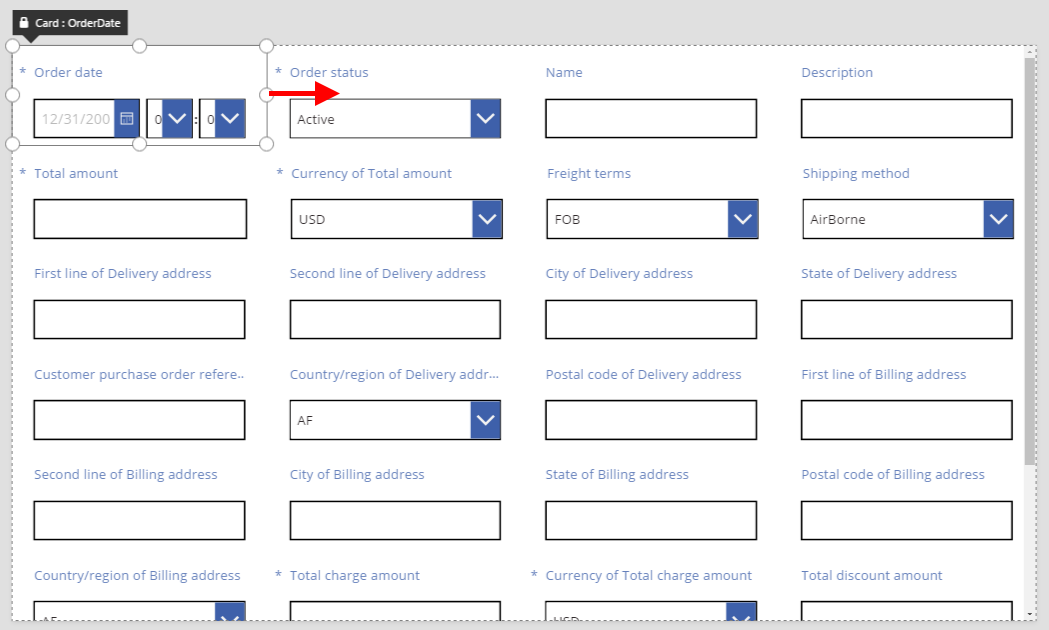 Card : OrderDate
* Order date * Order status Name Description
12/31/200 0 : 0 Active
* Total amount * Currency of Total amount Freight terms Shipping method
USD FOB AirBorne
First line of Delivery address Second line of Delivery address City of Delivery address State of Delivery address
Customer purchase order refere.. Country/region of Delivery addr... Postal code of Delivery address First line of Billing address
AF
Second line of Billing address City of Billing address State of Billing address Postal code of Billing address
Country/region of Billing address * Total charge amount * Currency of Total charge amount Total discount amount
AF USD